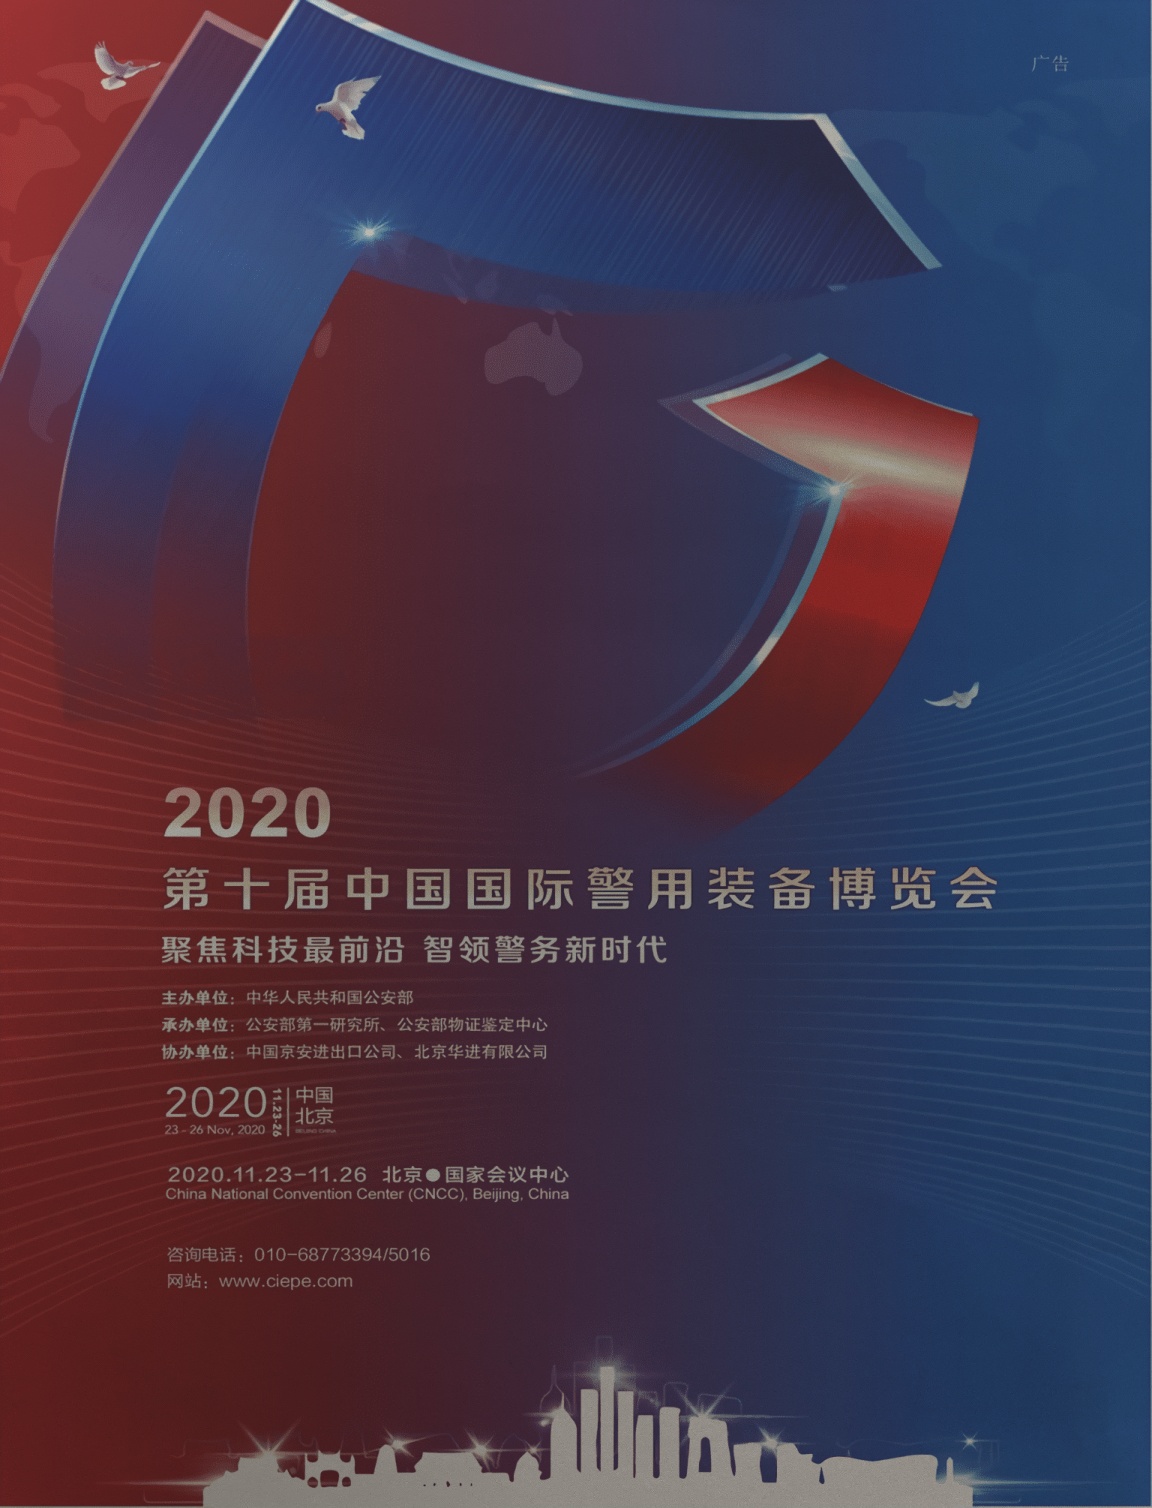 广告
2020
第十届中国国际警用装备博览会
聚焦科技最前沿 智领警务新时代
主办单位：中华人民共和国公安部
承办单位：公安部第一研究所、公安部物证鉴定中心
协办单位：中国京安进出口公司、北京华进有限公司
2020
23 - 26 Nov, 2020
11.23-26
中国
北京
BEIJING CHINA
2020.11.23-11.26 北京●国家会议中心
China National Convention Center (CNCC), Beijing, China
咨询电话：010-68773394/5016
网站：www.ciepe.com